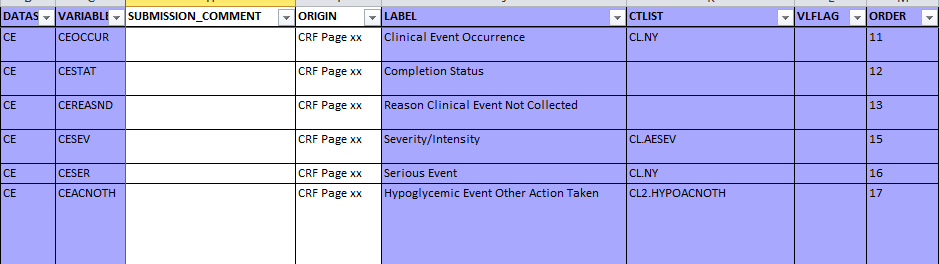 DATAS VARIABLE SUBMISSION_COMMENT ORIGIN LABEL CTLIST VLFLAG ORDER
CE CEOCCUR CRF Page xx Clinical Event Occurrence CL.NY 11
CE CESTAT CRF Page xx Completion Status 12
CE CEREASND CRF Page xx Reason Clinical Event Not Collected 13
CE CESEV CRF Page xx Severity/Intensity CL.AESEV 15
CE CESER CRF Page xx Serious Event CL.NY 16
CE CEACNOTH CRF Page xx Hypoglycemic Event Other Action Taken CL2.HYPOACNOTH 17